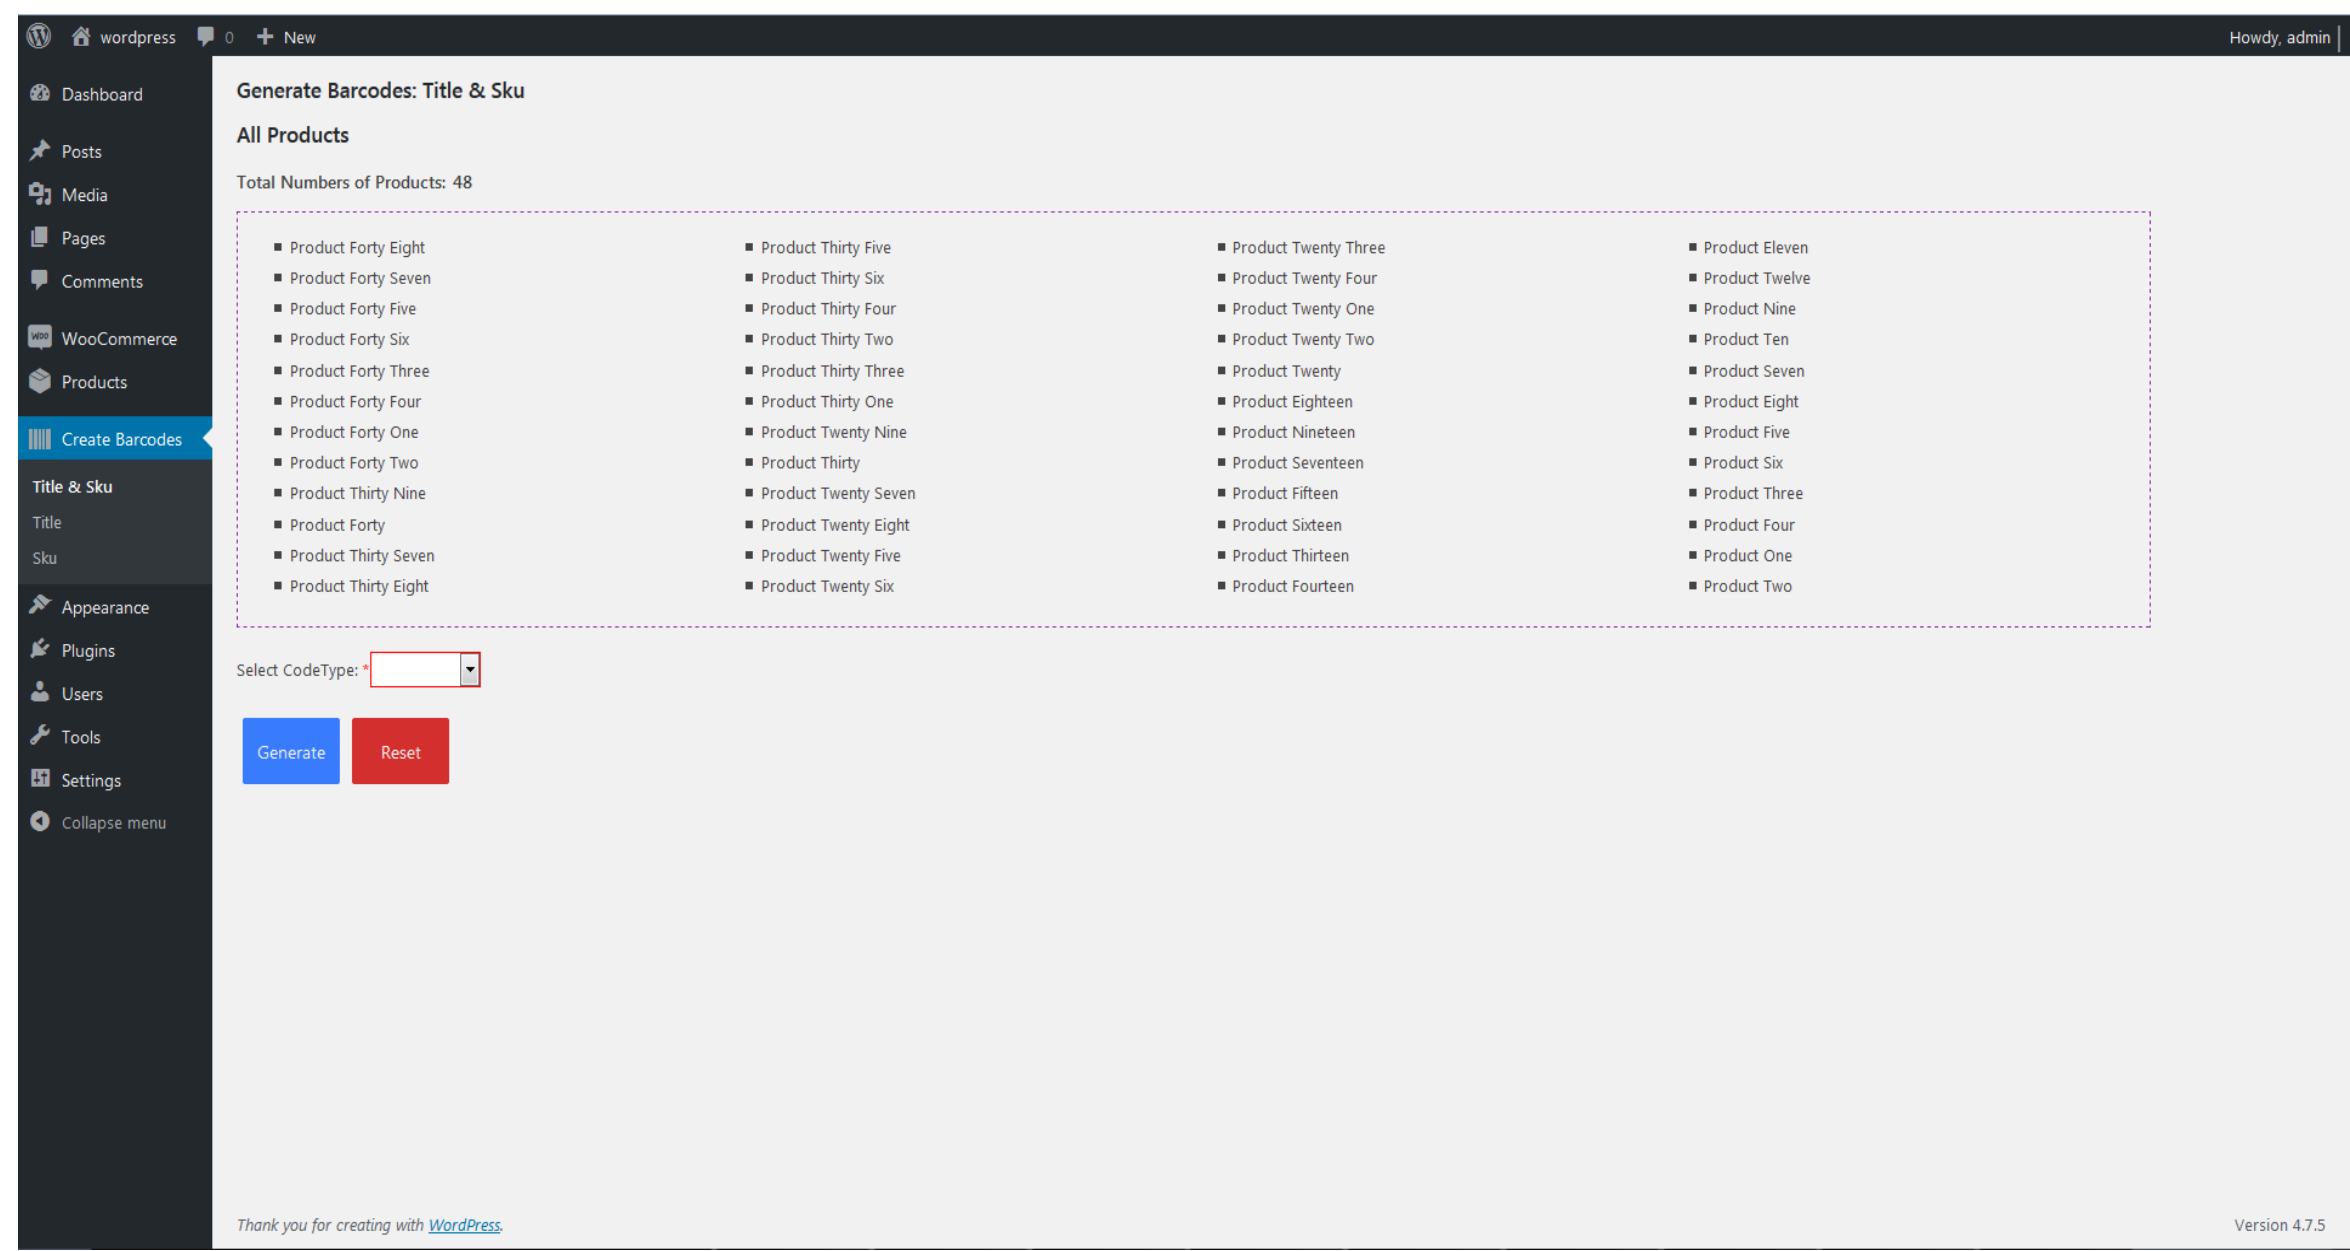 wordpress 0 New Howdy, admin
Dashboard
Posts
Media
Pages
Comments
WOO WooCommerce
Products
Create Barcodes
Title & Sku
Title
Sku
Appearance
Plugins
Users
Tools
Settings
Collapse menu
Generate Barcodes: Title & Sku
All Products
Total Numbers of Products: 48
Product Forty Eight
Product Forty Seven
Product Forty Five
Product Forty Six
Product Forty Three
Product Forty Four
Product Forty One
Product Forty Two
Product Thirty Nine
Product Forty
Product Thirty Seven
Product Thirty Eight
Product Thirty Five
Product Thirty Six
Product Thirty Four
Product Thirty Two
Product Thirty Three
Product Thirty One
Product Twenty Nine
Product Thirty
Product Twenty Seven
Product Twenty Eight
Product Twenty Five
Product Twenty Six
Product Twenty Three
Product Twenty Four
Product Twenty One
Product Twenty Two
Product Twenty
Product Eighteen
Product Nineteen
Product Seventeen
Product Fifteen
Product Sixteen
Product Thirteen
Product Fourteen
Product Eleven
Product Twelve
Product Nine
Product Ten
Product Seven
Product Eight
Product Five
Product Six
Product Three
Product Four
Product One
Product Two
Select CodeType: *
Generate Reset
Thank you for creating with WordPress. Version 4.7.5